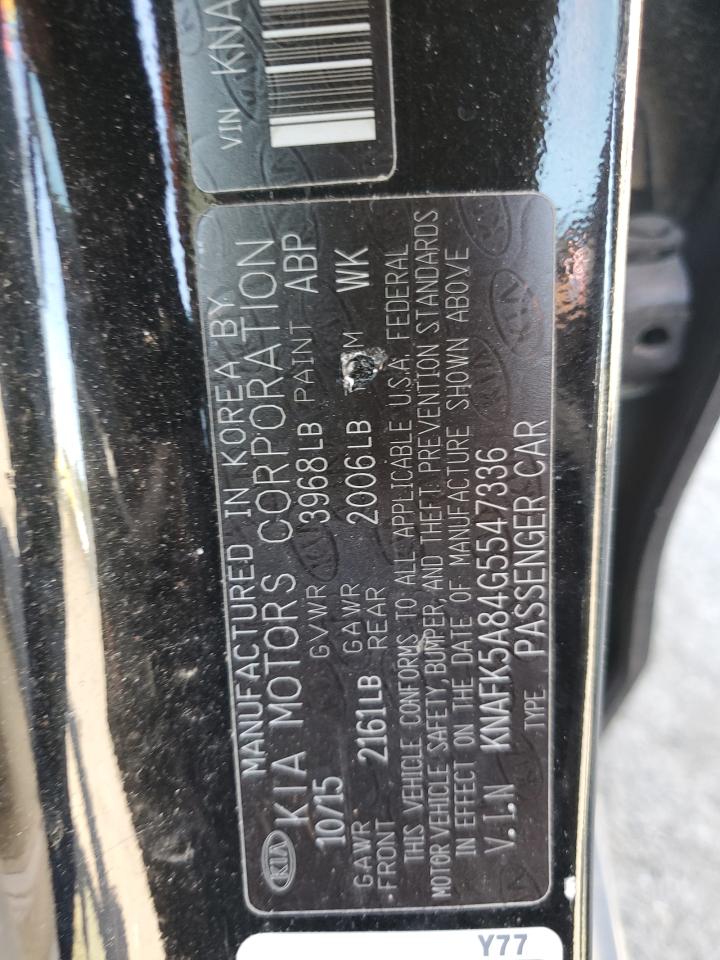 VIN KNA
MANUFACTURED IN KOREA BY
KIA KIA MOTORS CORPORATION
10/15 GVWR 3968LB PAINT ABP
GAWR FRONT 2161LB GAWR REAR 2006LB WK
THIS VEHICLE CONFORMS TO ALL APPLICABLE U.S.A. FEDERAL
MOTOR VEHICLE SAFETY, BUMPER, AND THEFT PREVENTION STANDARDS
IN EFFECT ON THE DATE OF MANUFACTURE SHOWN ABOVE
V.I.N KNAFK5A84G5547336
TYPE PASSENGER CAR
Y77